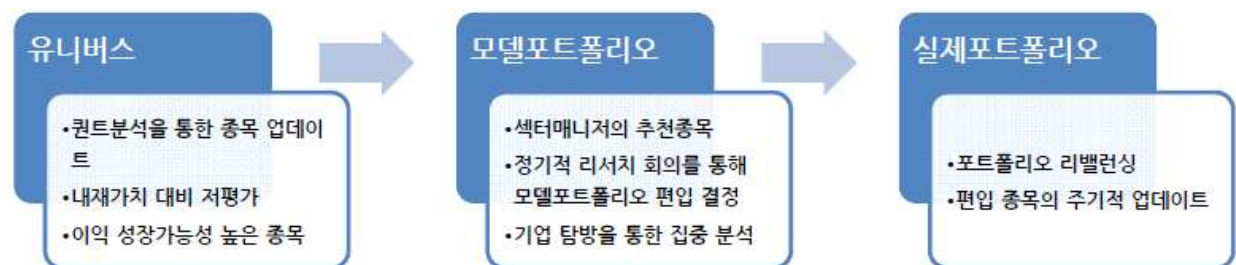 유니버스
•퀀트분석을 통한 종목 업데이
트
•내재가치 대비 저평가
•이익 성장가능성 높은 종목
모델포트폴리오
•섹터매니저의 추천종목
•정기적 리서치 회의를 통해
모델포트폴리오 편입 결정
•기업 탐방을 통한 집중 분석
실제포트폴리오
•포트폴리오 리밸런싱
•편입 종목의 주기적 업데이트